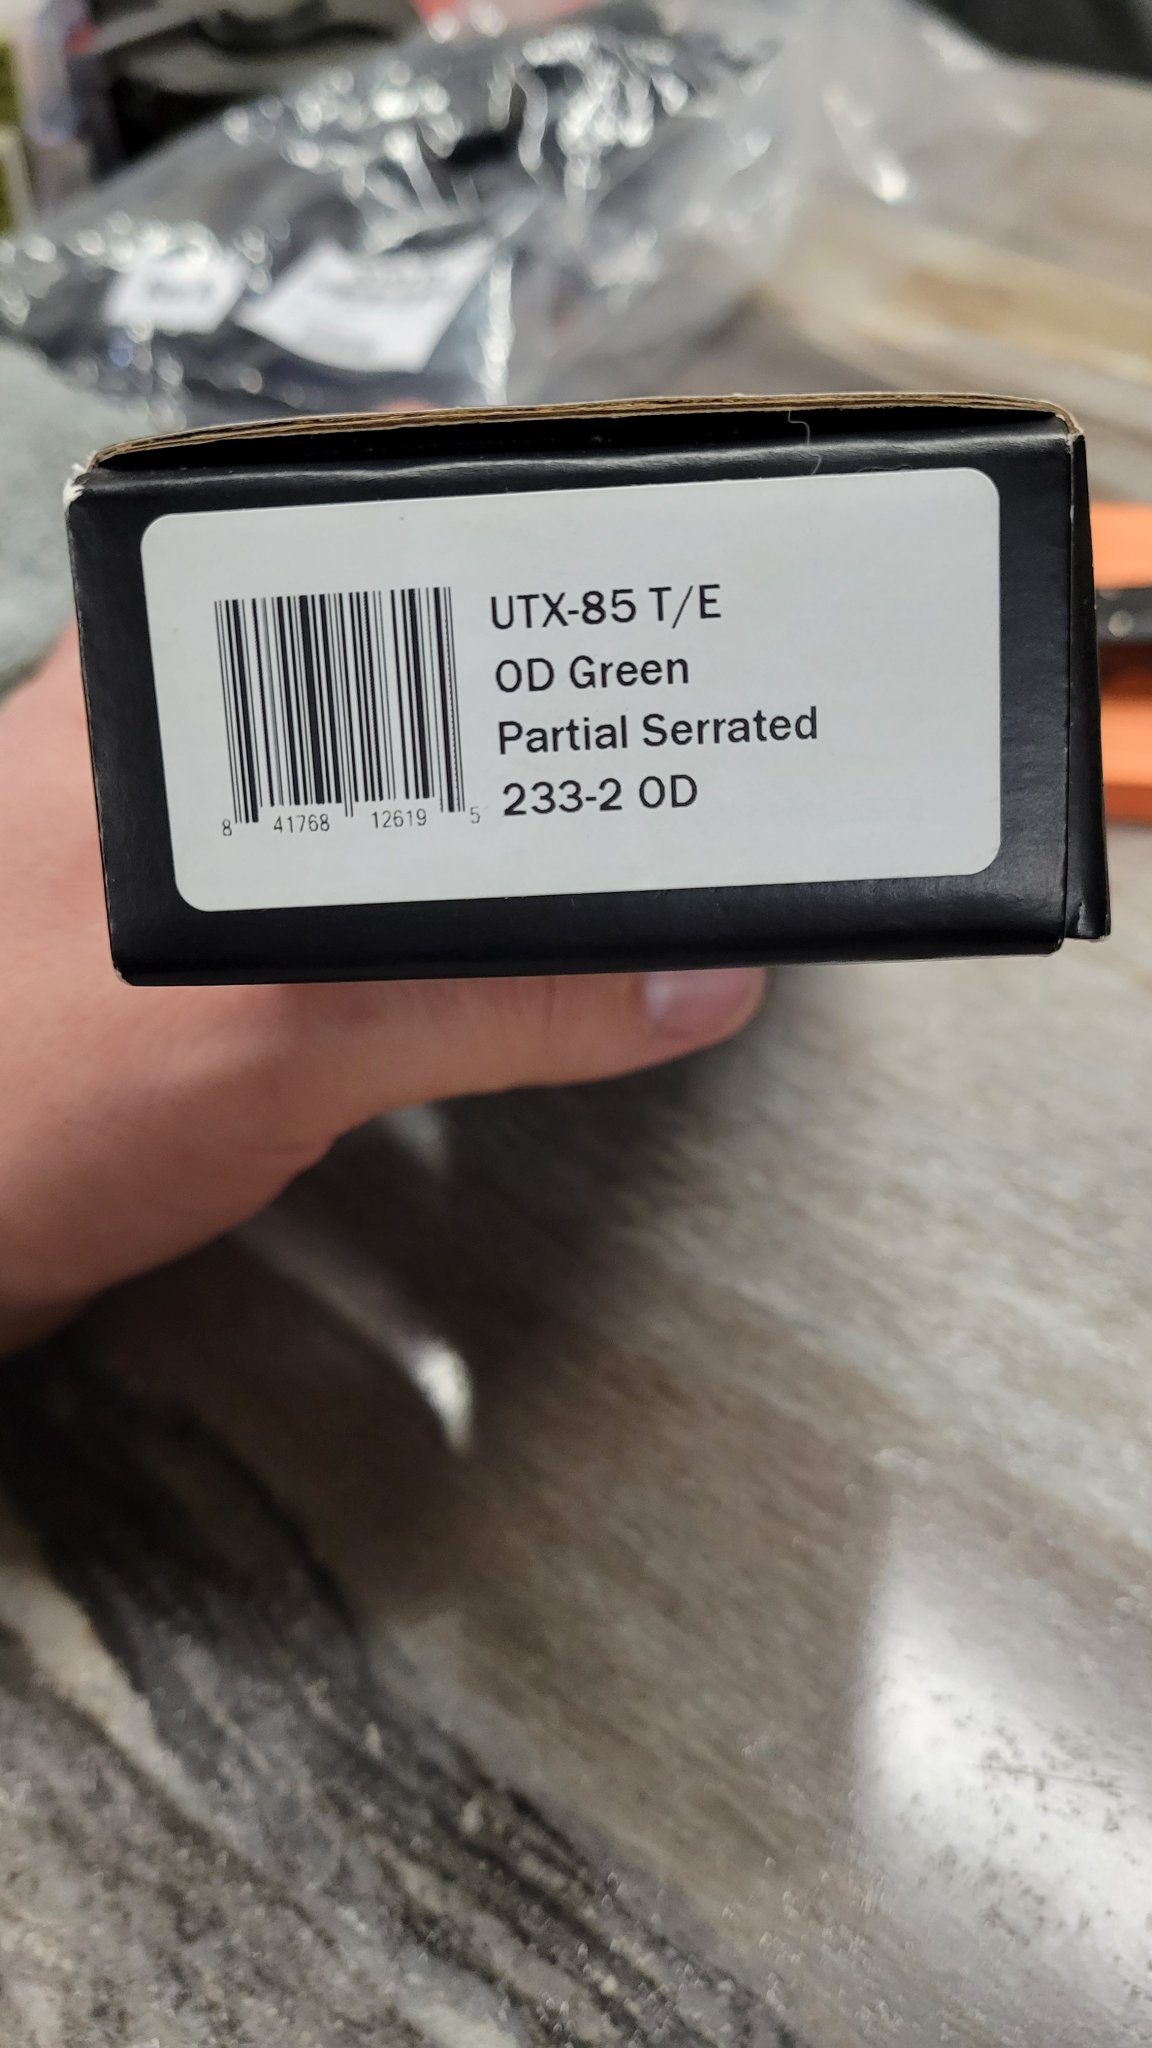 UTX-85 T/E
OD Green
Partial Serrated
233-2 OD
8 41768 12619 5